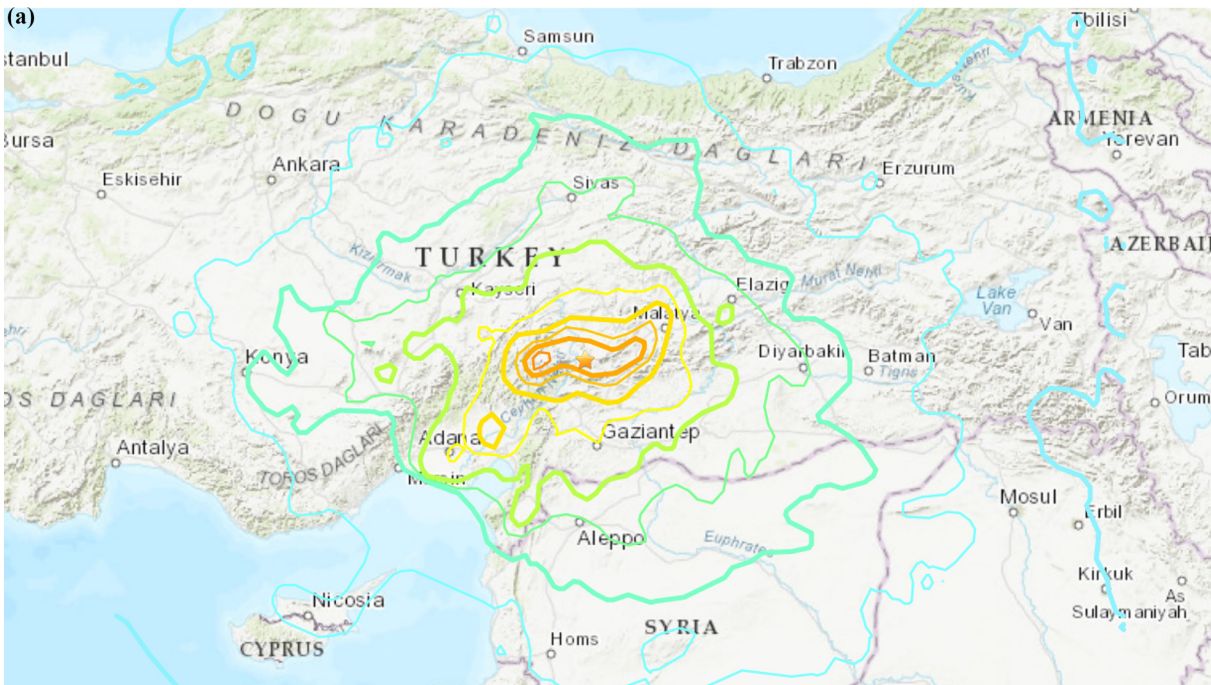 (a)
Tbilisi
Samsun
stanbul
Trabzon
DOGU KARADENIZ DAGLARI
ARMENIA
Yerevan
Bursa
Ankara
Erzurum
Eskisehir
Sivas
TURKEY
AZERBAIJ
Kizirmak
Murat Nehri
Elazig
Kayseri
Lake
Van
Malatya
Van
Konya
Diyarbakir
Batman
Tab
Tigris
OS DAGLARI
Orum
Adana
Gaziantep
Antalya
TOROS DAGLARI
Mersin
Mosul
Erbil
Aleppo
Euphrates
Kirkuk
As
Nicosia
Sulaymaniyah
SYRIA
Homs
CYPRUS